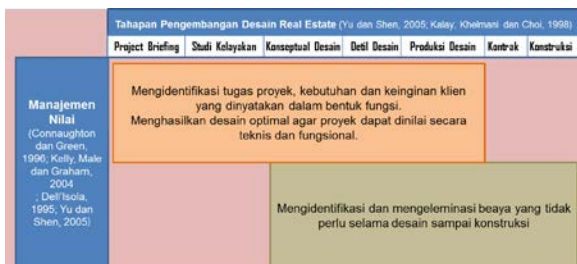 Tahapan Pengembangan Desain Real Estate (Yu dan Shen, 2005; Kalay, Khelmani dan Choi, 1998)
Project Briefing Studi Kelayakan Konseptual Desain Detil Desain Produksi Desain Kontrak Konstruksi
Manajemen
Nilai
(Connaughton
dan Green,
1996; Kelly, Male
dan Graham,
2004
; Dell'Isola,
1995; Yu dan
Shen, 2005)
Mengidentifikasi tugas proyek, kebutuhan dan keinginan klien
yang dinyatakan dalam bentuk fungsi.
Menghasilkan desain optimal agar proyek dapat dinilai secara
teknis dan fungsional.
Mengidentifikasi dan mengeleminasi beaya yang tidak
perlu selama desain sampai konstruksi